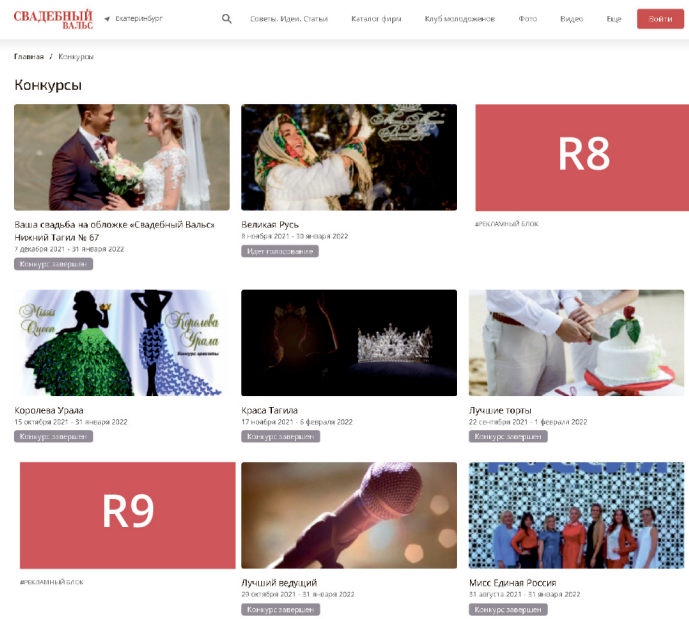 СВАДЕБНЫЙ
ВАЛЬС
Екатеринбург
Советы. Идеи. Статьи
Каталог фирм
Клуб молодоженов
Фото
Видео
Еще
Войти
Главная / Конкурсы
Конкурсы
R8
Ваша свадьба на обложке «Свадебный Вальс»
Нижний Тагил № 67
7 декабря 2021 - 31 января 2022
Конкурс завершен
Великая Русь
8 ноября 2021 - 30 января 2022
Идет голосование
#РЕКЛАМНЫЙ БЛОК
Missis
Queen
Королева
Урала
Конкурс красоты
Королева Урала
15 октября 2021 - 31 января 2022
Конкурс завершен
Краса Тагила
17 ноября 2021 - 6 февраля 2022
Конкурс завершен
Лучшие торты
22 сентября 2021 - 1 февраля 2022
Конкурс завершен
R9
#РЕКЛАМНЫЙ БЛОК
Лучший ведущий
29 октября 2021 - 31 января 2022
Конкурс завершен
Мисс Единая Россия
31 августа 2021 - 31 января 2022
Конкурс завершен